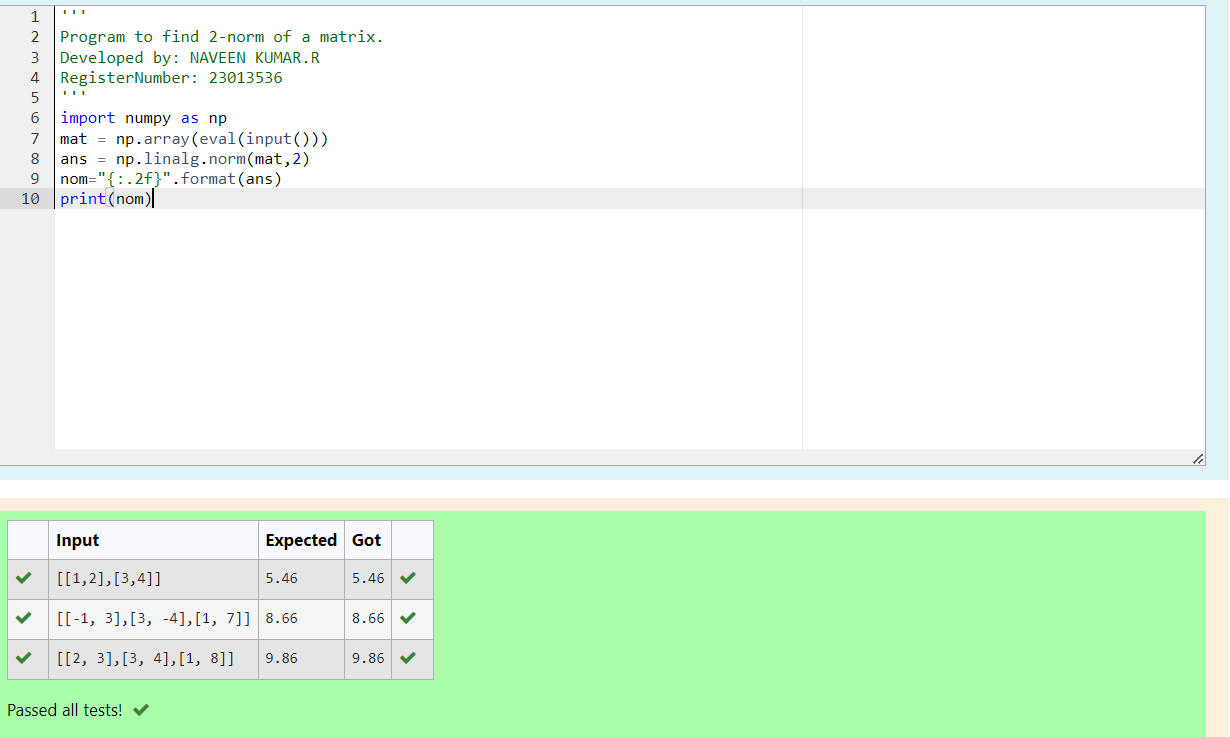 1 '''
2 Program to find 2-norm of a matrix.
3 Developed by: NAVEEN KUMAR.R
4 RegisterNumber: 23013536
5 '''
6 import numpy as np
7 mat = np.array(eval(input()))
8 ans = np.linalg.norm(mat,2)
9 nom="{:.2f}".format(ans)
10 print(nom)
Input Expected Got
[[1,2],[3,4]] 5.46 5.46
[[-1, 3],[3, -4],[1, 7]] 8.66 8.66
[[2, 3],[3, 4],[1, 8]] 9.86 9.86
Passed all tests!